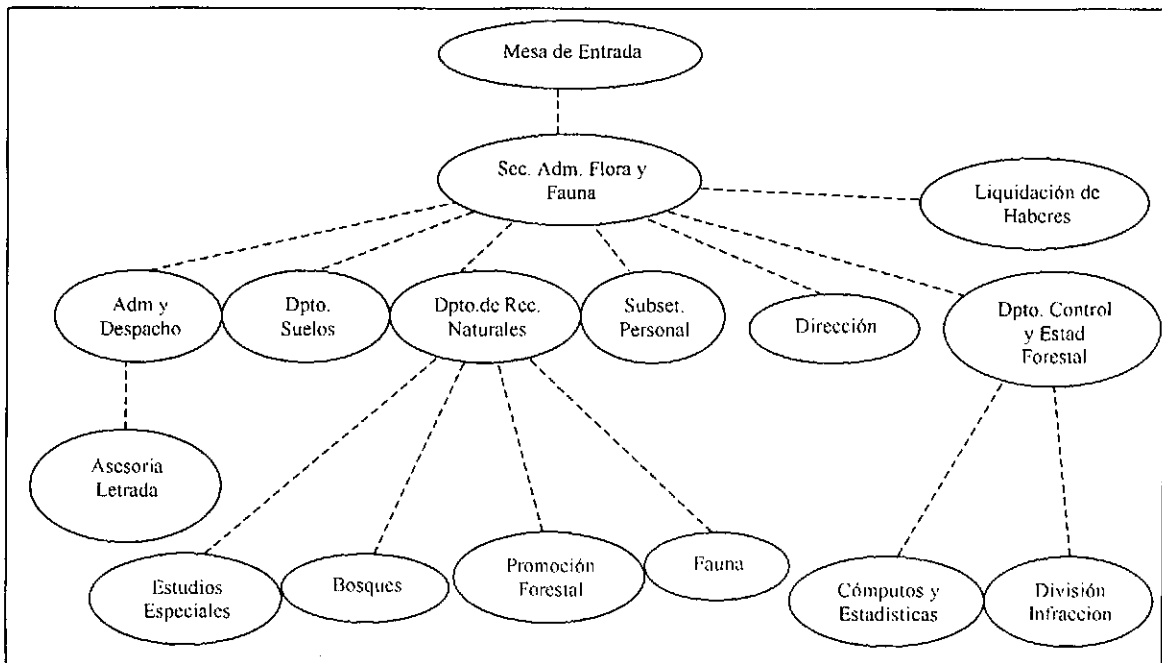 Mesa de Entrada
Sec. Adm. Flora y
Fauna
Liquidación de
Haberes
Adm y
Despacho
Dpto.
Suelos
Dpto.de Rec.
Naturales
Subset.
Personal
Dirección
Dpto. Control
y Estad
Forestal
Asesoria
Letrada
Estudios
Especiales
Bosques
Promoción
Forestal
Fauna
Cómputos y
Estadisticas
División
Infraccion